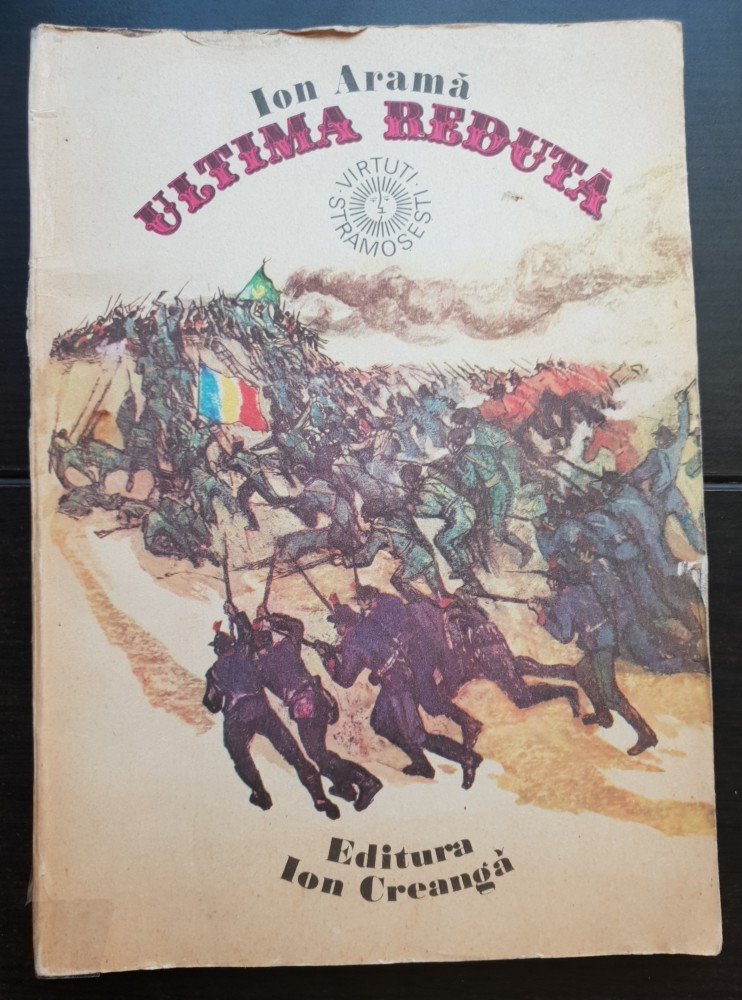 Ion Aramă
ULTIMA REDUTĂ
·VIRTUȚI·
STRĂMOȘEȘTI
Editura
Ion Creangă